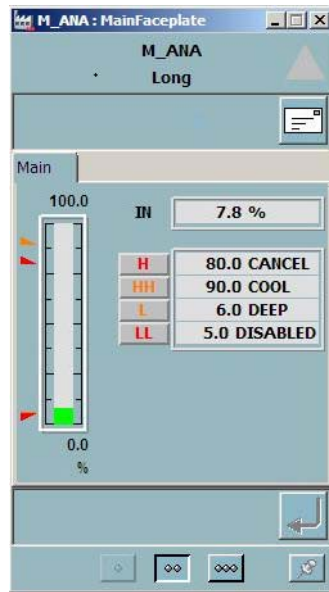 M_ANA : MainFaceplate
M_ANA
Long
Main
100.0
IN 7.8 %
H 80.0 CANCEL
HH 90.0 COOL
L 6.0 DEEP
LL 5.0 DISABLED
0.0
%